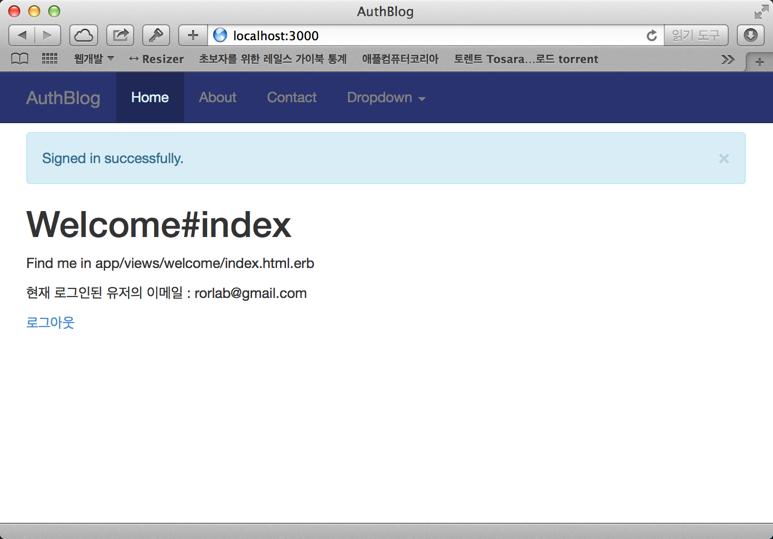 AuthBlog
localhost:3000
읽기 도구
웹개발 ↔ Resizer 초보자를 위한 레일스 가이북 통계 애플컴퓨터코리아 토렌트 Tosara...로드 torrent
AuthBlog Home About Contact Dropdown
Signed in successfully. ×
Welcome#index
Find me in app/views/welcome/index.html.erb
현재 로그인된 유저의 이메일 : rorlab@gmail.com
로그아웃